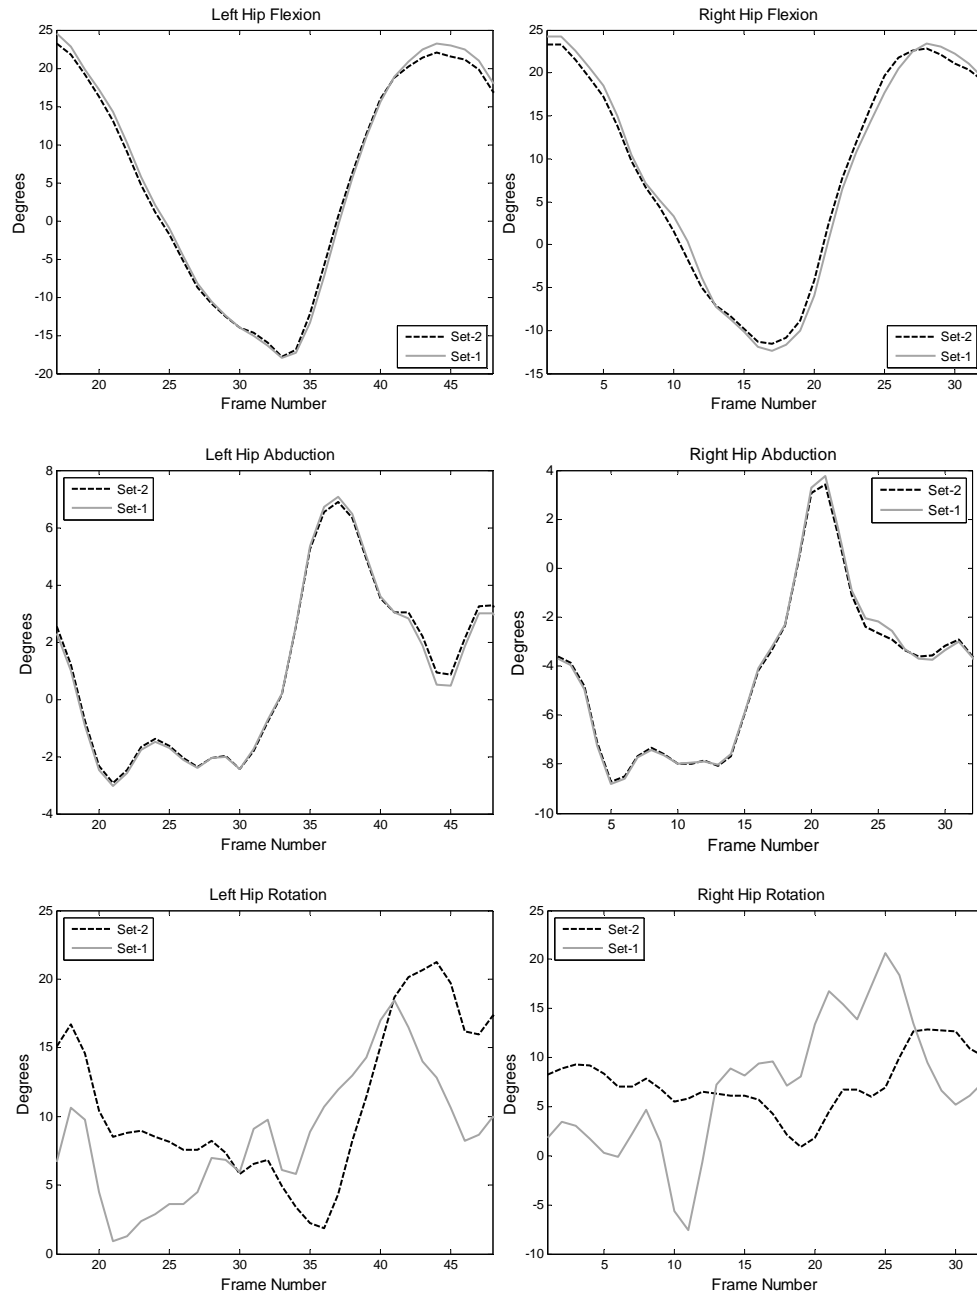 Left Hip Flexion
25
20
15
10
5
0
-5
-10
-15
-20
Degrees
20 25 30 35 40 45
Frame Number
Set-2
Set-1
Right Hip Flexion
25
20
15
10
5
0
-5
-10
-15
Degrees
5 10 15 20 25 30
Frame Number
Set-2
Set-1
Left Hip Abduction
8
6
4
2
0
-2
-4
Degrees
20 25 30 35 40 45
Frame Number
Set-2
Set-1
Right Hip Abduction
4
2
0
-2
-4
-6
-8
-10
Degrees
5 10 15 20 25 30
Frame Number
Set-2
Set-1
Left Hip Rotation
25
20
15
10
5
0
Degrees
20 25 30 35 40 45
Frame Number
Set-2
Set-1
Right Hip Rotation
25
20
15
10
5
0
-5
-10
Degrees
5 10 15 20 25 30
Frame Number
Set-2
Set-1